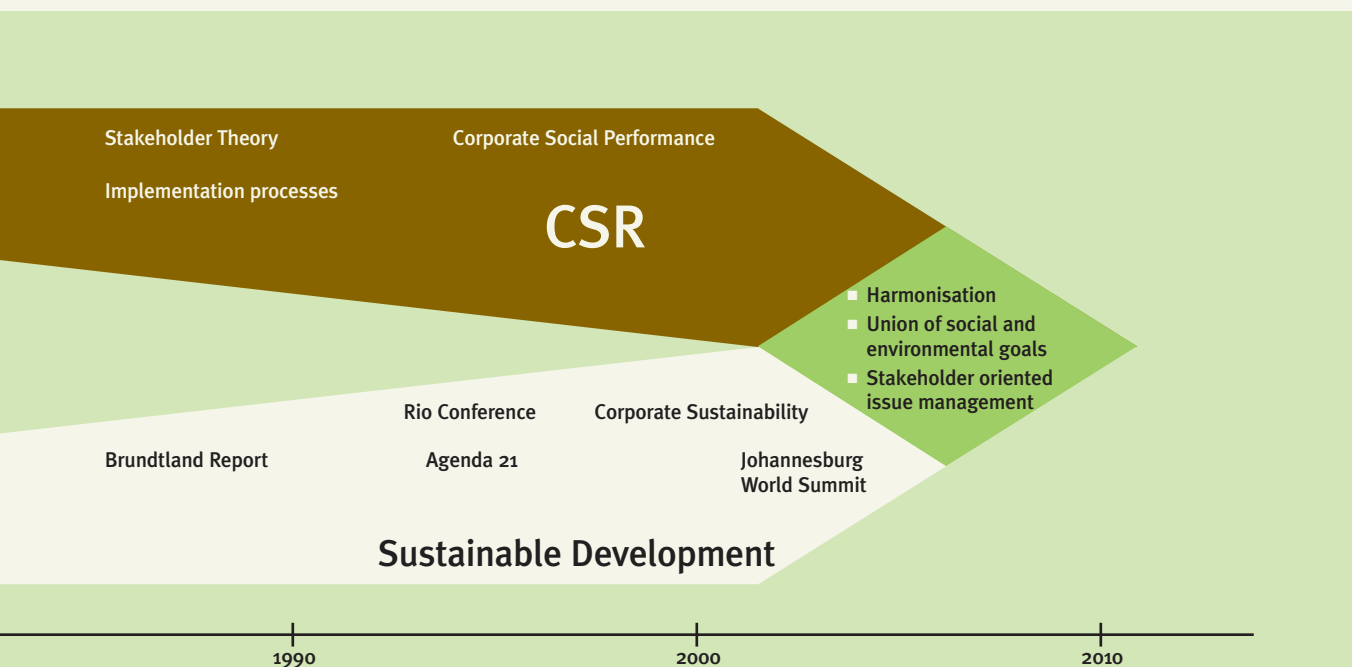 Stakeholder Theory
Corporate Social Performance
Implementation processes
CSR
Harmonisation
Union of social and
environmental goals
Stakeholder oriented
issue management
Rio Conference
Corporate Sustainability
Brundtland Report
Agenda 21
Johannesburg
World Summit
Sustainable Development
1990
2000
2010